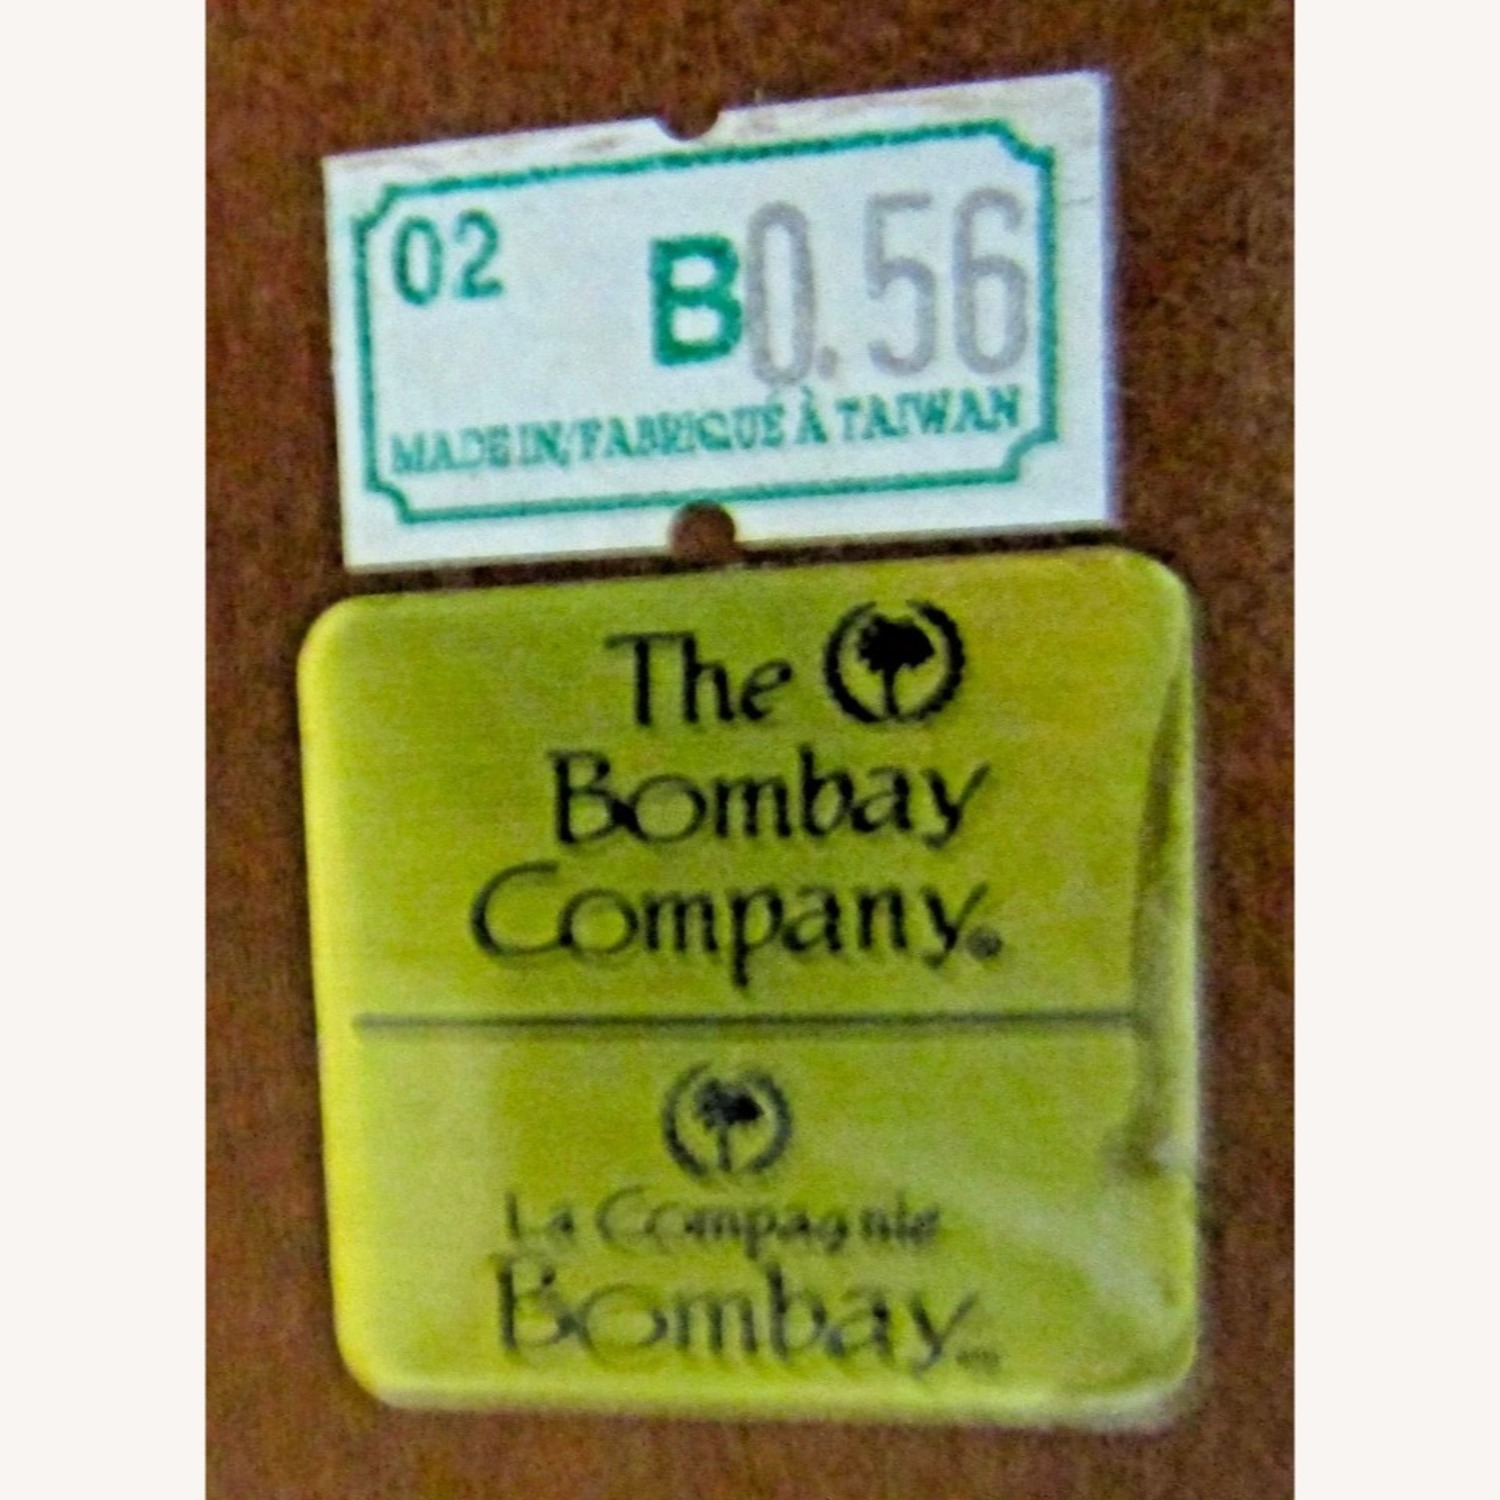 02 B0.56
MADE IN/FABRIQUÉ À TAIWAN
The
Bombay
Company®
La Compagnie
Bombay